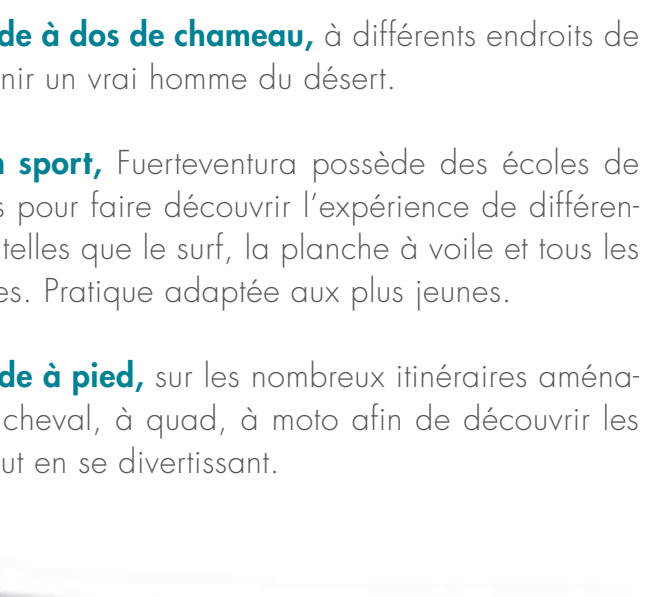 de à dos de chameau, à différents endroits de
nir un vrai homme du désert.
n sport, Fuerteventura possède des écoles de
s pour faire découvrir l'expérience de différen-
telles que le surf, la planche à voile et tous les
es. Pratique adaptée aux plus jeunes.
de à pied, sur les nombreux itinéraires aména-
cheval, à quad, à moto afin de découvrir les
ut en se divertissant.